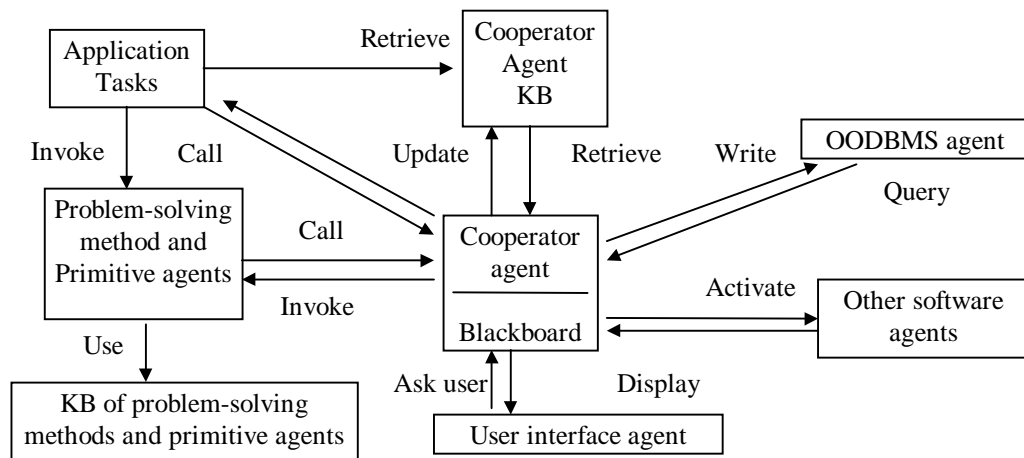 Application
Tasks
Retrieve
Cooperator
Agent
KB
Invoke
Call
Update
Retrieve
Write
OODBMS agent
Query
Problem-solving
method and
Primitive agents
Call
Invoke
Cooperator
agent
Blackboard
Activate
Other software
agents
Use
Ask user
Display
KB of problem-solving
methods and primitive agents
User interface agent